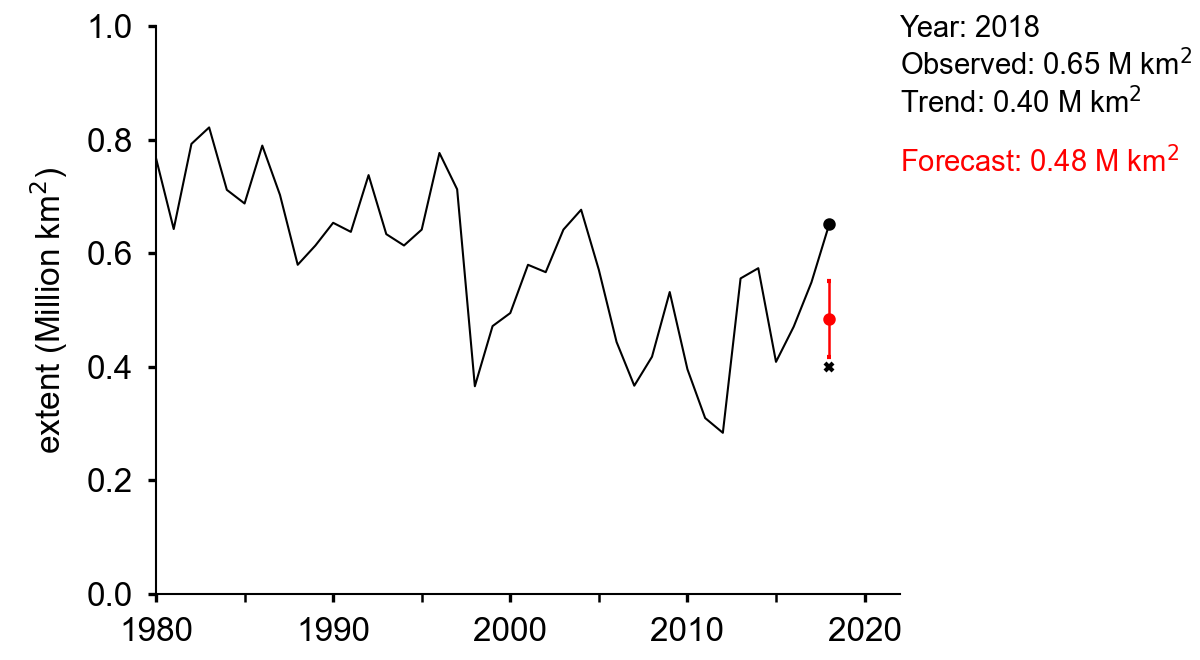 Year: 2018
Observed: 0.65 M km²
Trend: 0.40 M km²
Forecast: 0.48 M km²
extent (Million km²)
1.0
0.8
0.6
0.4
0.2
0.0
1980 1990 2000 2010 2020